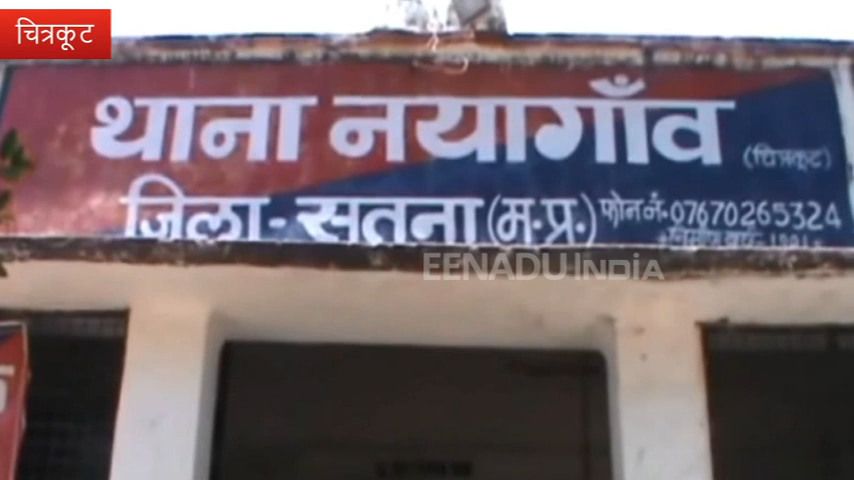 चित्रकूट
थाना नयागाँव (चित्रकूट)
जिला - सतना (म.प्र.) फोन नं. 07670265324
EENADU INDIA